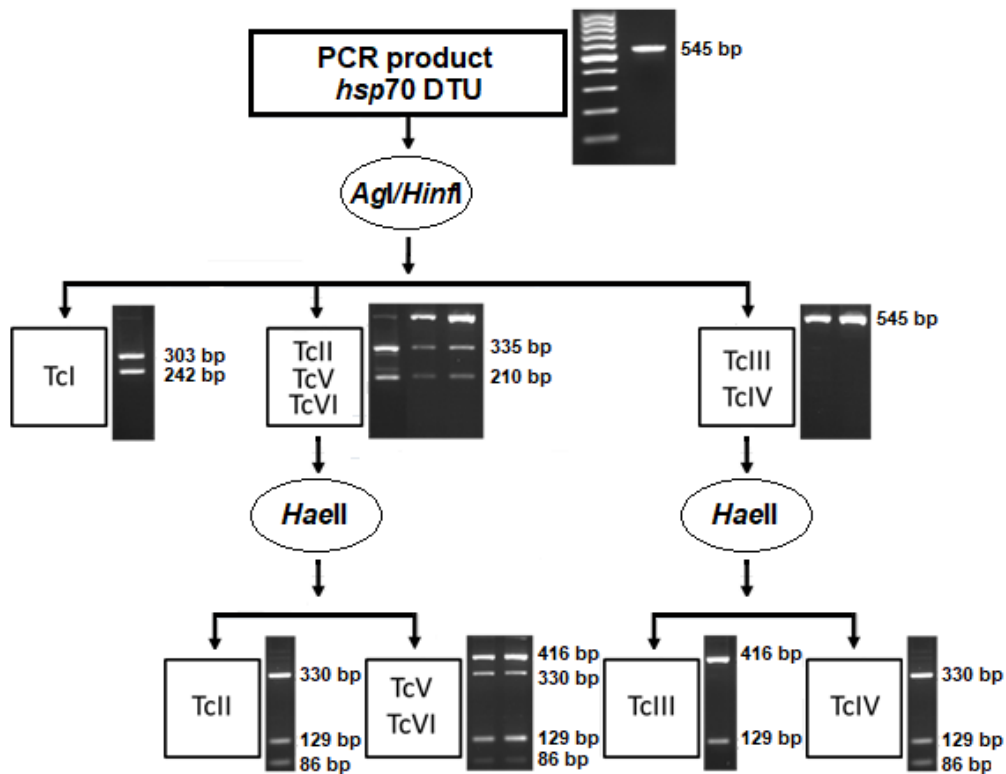 PCR product
hsp70 DTU
545 bp
AgI/HinfI
TcI
303 bp
242 bp
TcII
TcV
TcVI
335 bp
210 bp
TcIII
TcIV
545 bp
HaeII
HaeII
TcII
330 bp
129 bp
86 bp
TcV
TcVI
416 bp
330 bp
129 bp
86 bp
TcIII
416 bp
129 bp
TcIV
330 bp
129 bp
86 bp